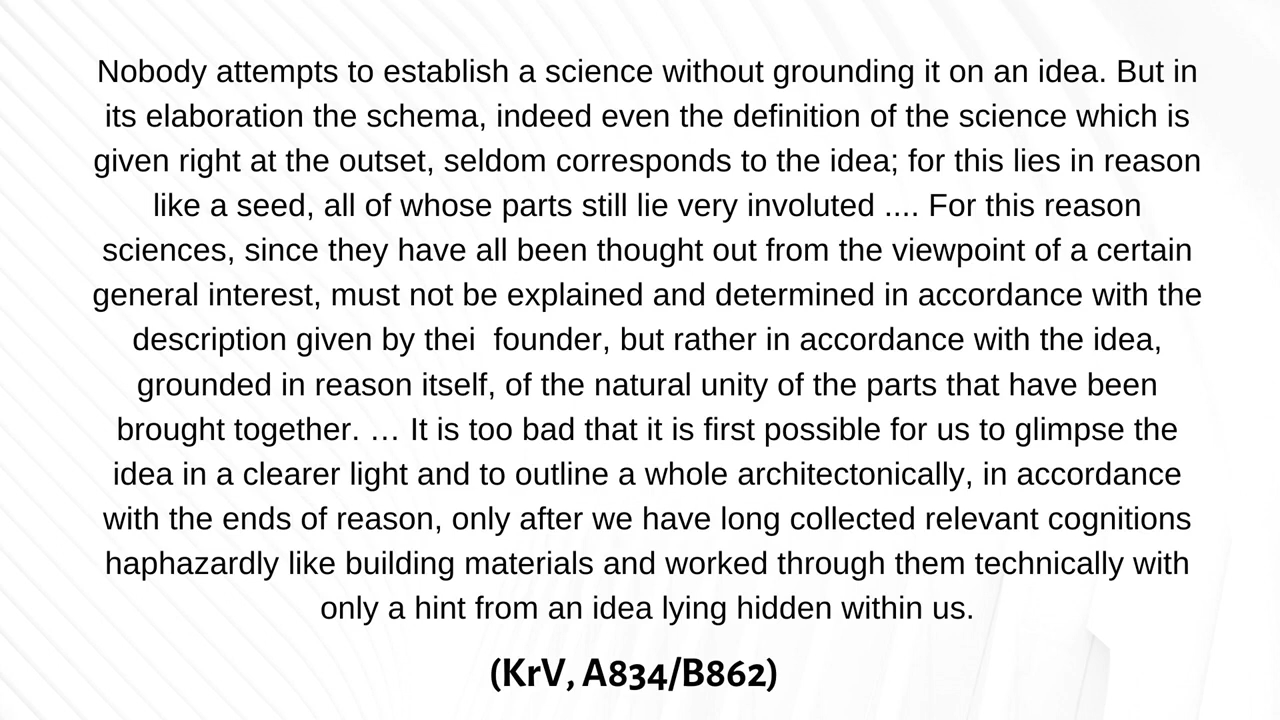 Nobody attempts to establish a science without grounding it on an idea. But in
its elaboration the schema, indeed even the definition of the science which is
given right at the outset, seldom corresponds to the idea; for this lies in reason
like a seed, all of whose parts still lie very involuted .... For this reason
sciences, since they have all been thought out from the viewpoint of a certain
general interest, must not be explained and determined in accordance with the
description given by thei  founder, but rather in accordance with the idea,
grounded in reason itself, of the natural unity of the parts that have been
brought together. … It is too bad that it is first possible for us to glimpse the
idea in a clearer light and to outline a whole architectonically, in accordance
with the ends of reason, only after we have long collected relevant cognitions
haphazardly like building materials and worked through them technically with
only a hint from an idea lying hidden within us.
(KrV, A834/B862)